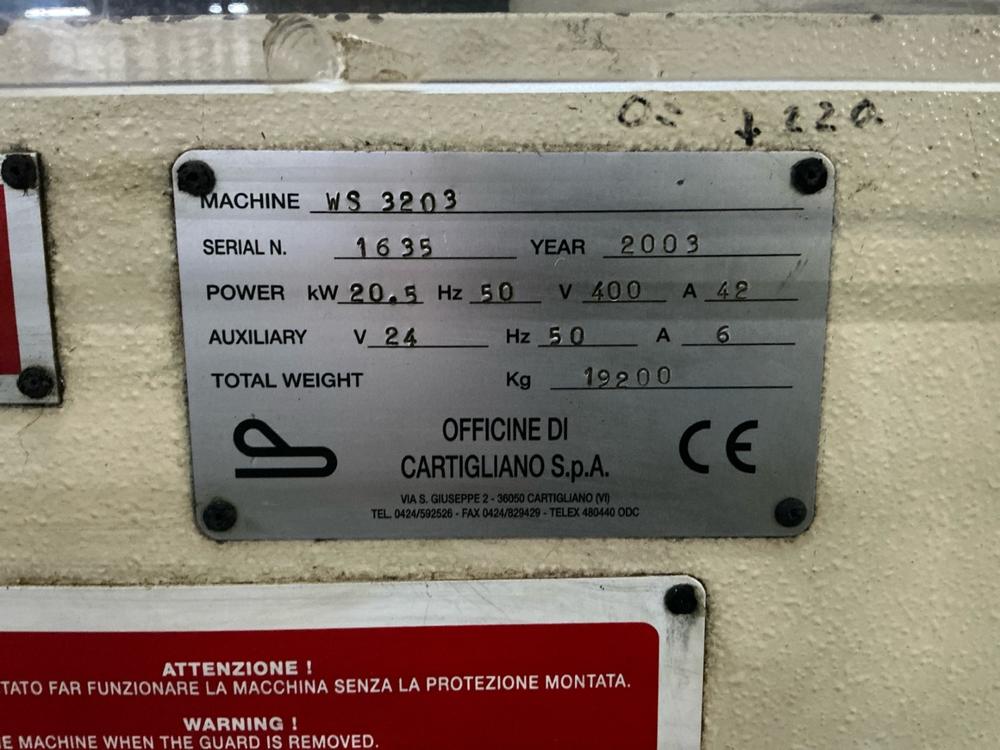 220.
MACHINE WS 3203
SERIAL N. 1635 YEAR 2003
POWER kW 20.5 Hz 50 V 400 A 42
AUXILIARY V 24 Hz 50 A 6
TOTAL WEIGHT Kg 19200
OFFICINE DI
CARTIGLIANO S.p.A.
CE
VIA S. GIUSEPPE 2 - 36050 CARTIGLIANO (VI)
TEL. 0424/592526 - FAX 0424/829429 - TELEX 480440 ODC
ATTENZIONE !
TATO FAR FUNZIONARE LA MACCHINA SENZA LA PROTEZIONE MONTATA.
WARNING !
E MACHINE WHEN THE GUARD IS REMOVED.